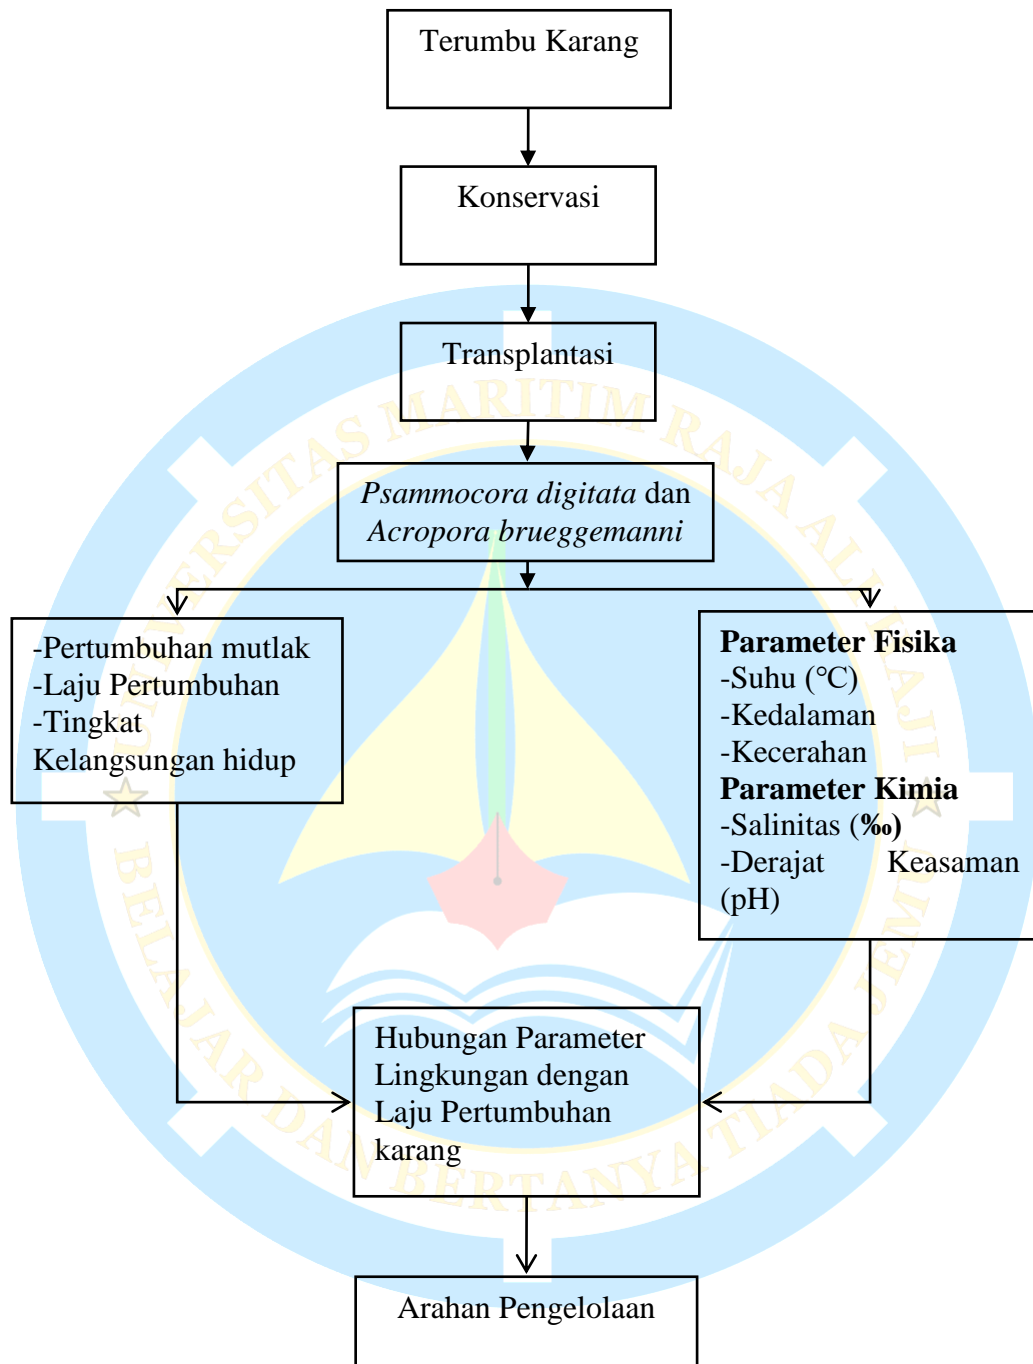 Terumbu Karang
Konservasi
Transplantasi
Psammocora digitata dan
Acropora brueggemanni
-Pertumbuhan mutlak
-Laju Pertumbuhan
-Tingkat
Kelangsungan hidup
Parameter Fisika
-Suhu (℃)
-Kedalaman
-Kecerahan
Parameter Kimia
-Salinitas (‰)
-Derajat Keasaman
(pH)
Hubungan Parameter
Lingkungan dengan
Laju Pertumbuhan
karang
Arahan Pengelolaan
UNIVERSITAS MARITIM RAJA ALI HAJI
BELAJAR DAN BERTANYA TIADA JEMU